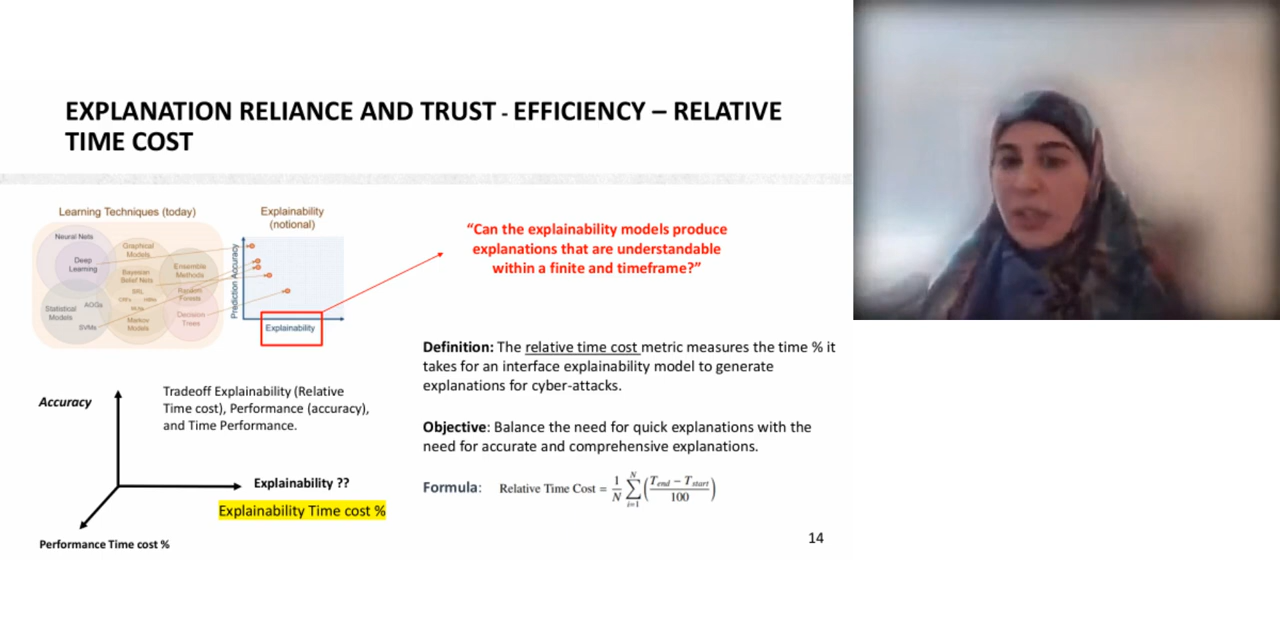 EXPLANATION RELIANCE AND TRUST - EFFICIENCY – RELATIVE
TIME COST
Learning Techniques (today)
Neural Nets
Deep
Learning
Graphical
Models
Bayesian
Belief Nets
SRL
CRFs HBNs
MLNs
Markov
Models
Ensemble
Methods
Random
Forests
Decision
Trees
Statistical
Models
AOGs
SVMs
Explainability
(notional)
Prediction Accuracy
Explainability
“Can the explainability models produce
explanations that are understandable
within a finite and timeframe?”
Definition: The relative time cost metric measures the time % it
takes for an interface explainability model to generate
explanations for cyber-attacks.
Objective: Balance the need for quick explanations with the
need for accurate and comprehensive explanations.
Formula: Relative Time Cost = 1/N ∑_{i=1}^{N} ((T_end − T_start)/100)
Accuracy
Tradeoff Explainability (Relative
Time cost), Performance (accuracy),
and Time Performance.
Explainability ??
Explainability Time cost %
Performance Time cost %
14